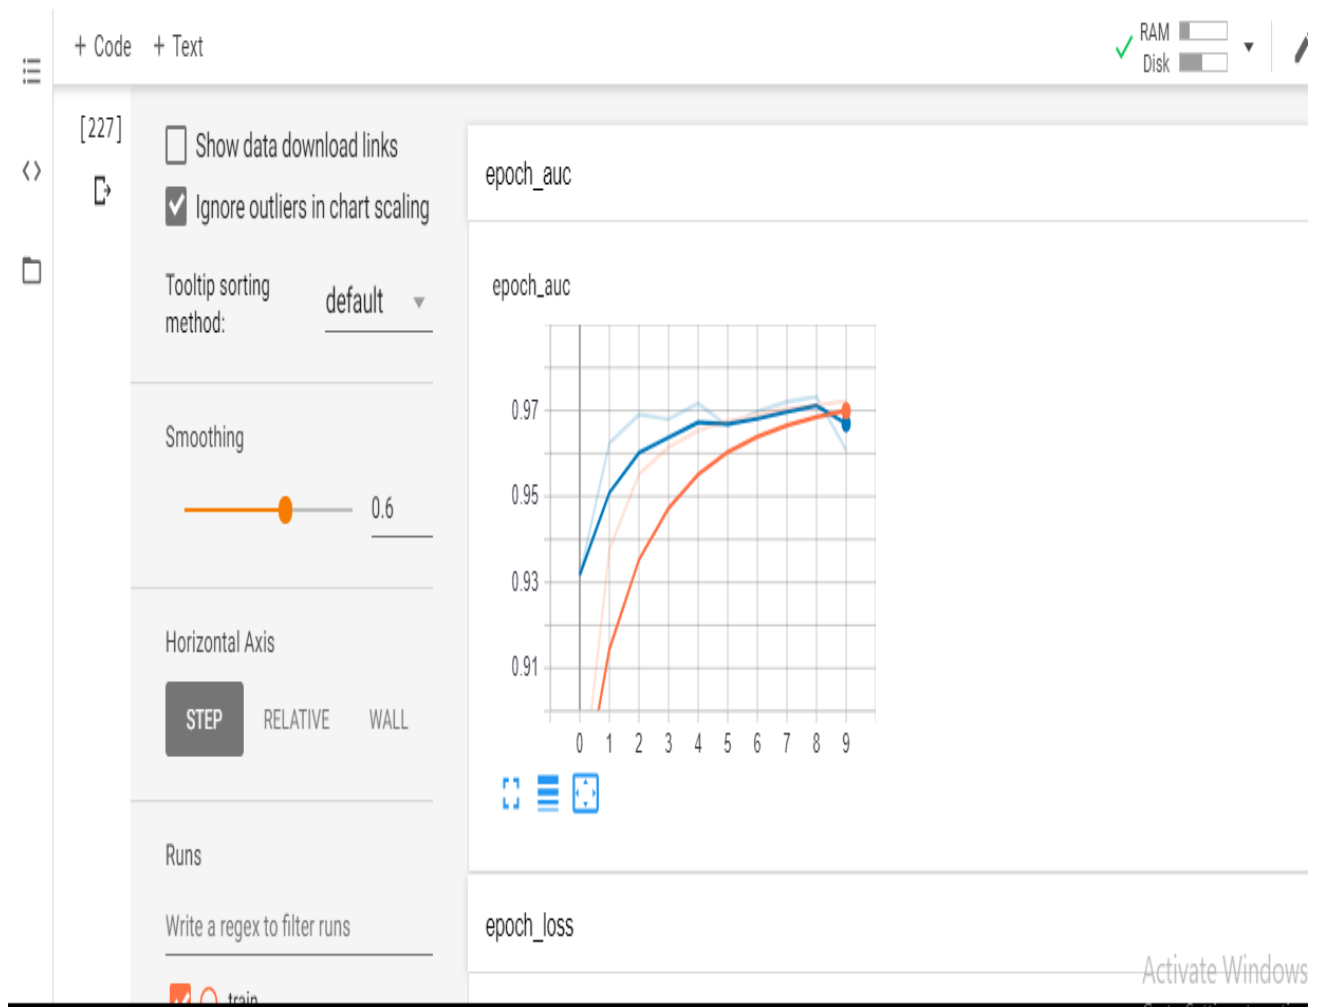 + Code + Text
RAM
Disk
[227]
Show data download links
Ignore outliers in chart scaling
Tooltip sorting
method:
default
Smoothing
0.6
Horizontal Axis
STEP RELATIVE WALL
Runs
Write a regex to filter runs
train
epoch_auc
epoch_auc
0.97
0.95
0.93
0.91
0 1 2 3 4 5 6 7 8 9
epoch_loss
Activate Windows